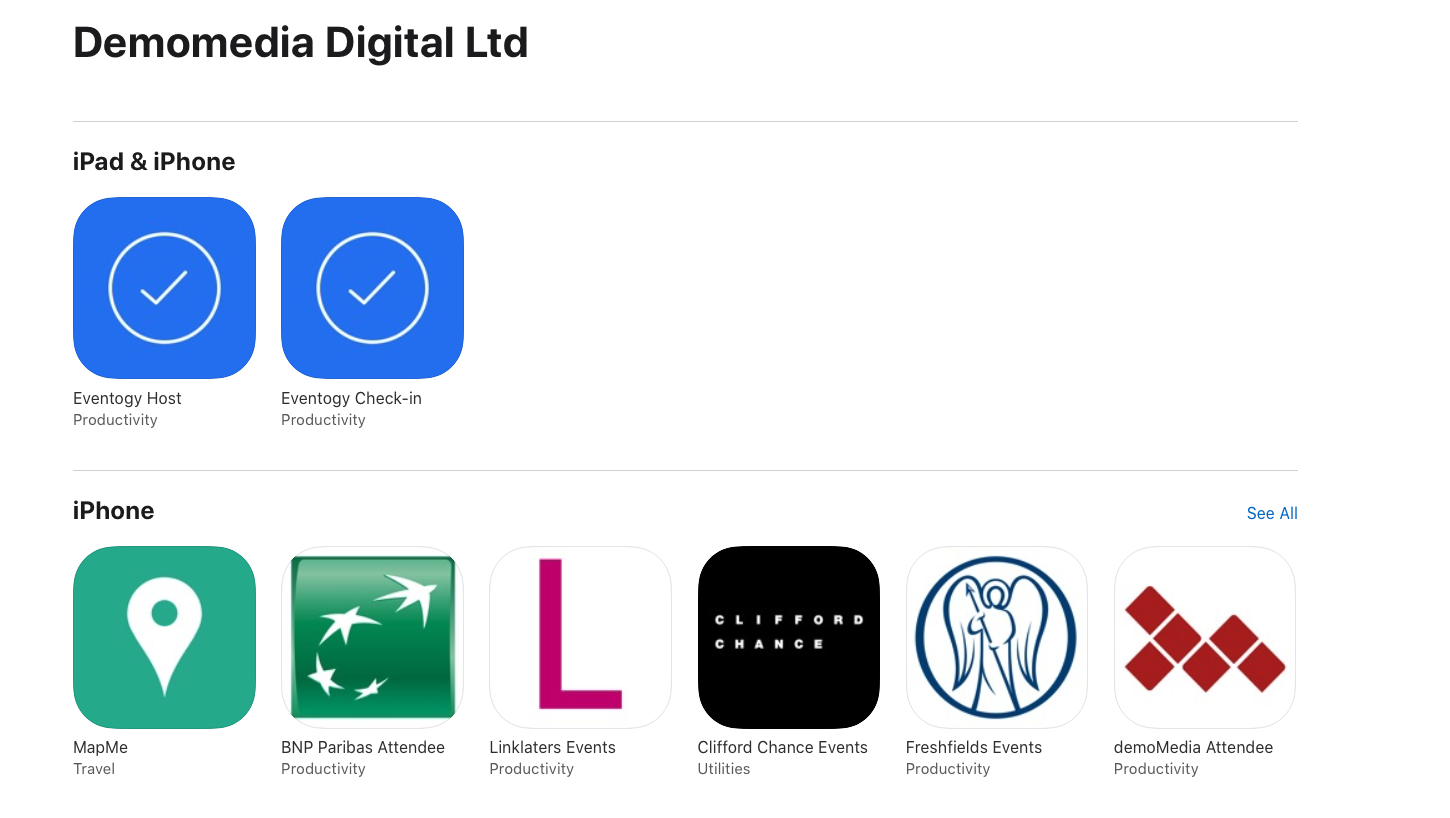 Demomedia Digital Ltd
iPad & iPhone
Eventogy Host
Productivity
Eventogy Check-in
Productivity
iPhone
See All
L
CLIFFORD
CHANCE
MapMe
Travel
BNP Paribas Attendee
Productivity
Linklaters Events
Productivity
Clifford Chance Events
Utilities
Freshfields Events
Productivity
demoMedia Attendee
Productivity